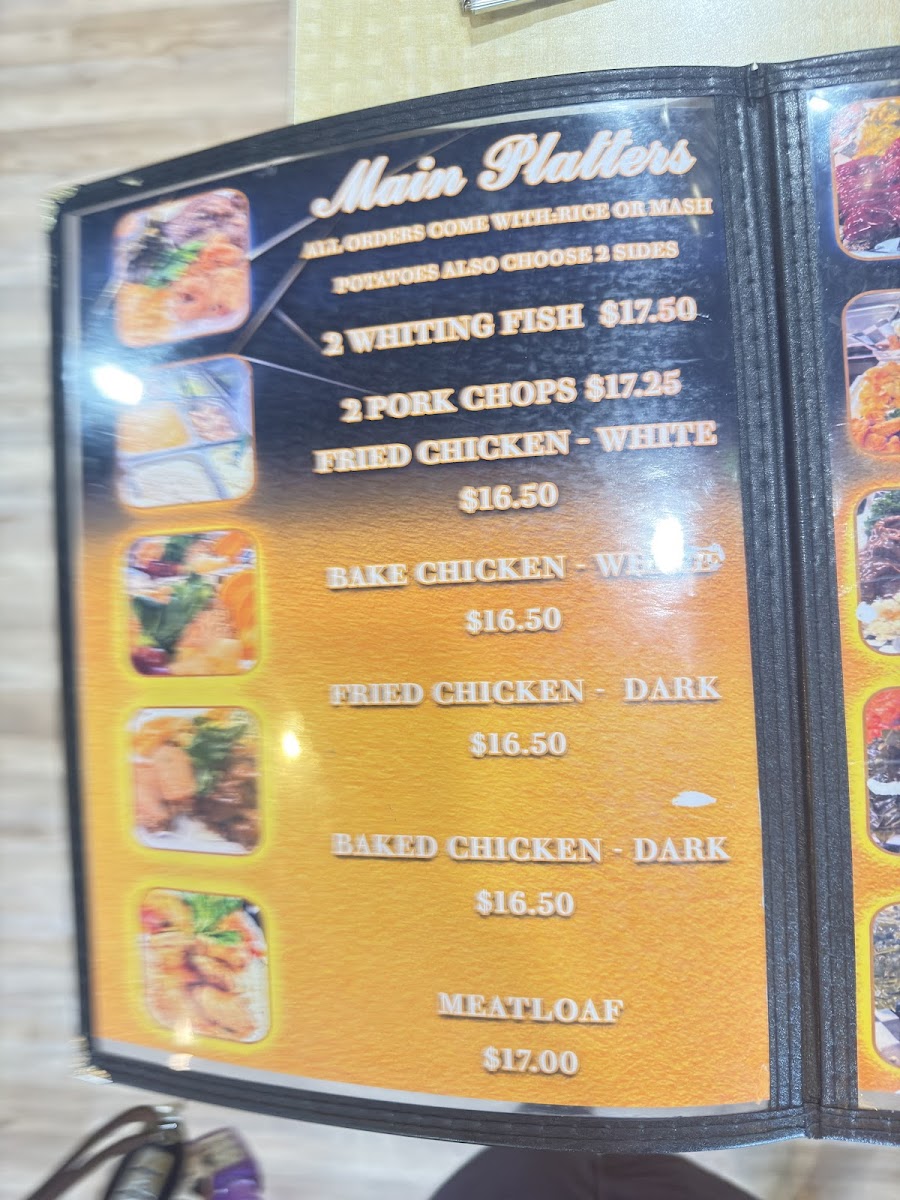 Main Platters
ALL ORDERS COME WITH:RICE OR MASH
POTATOES ALSO CHOOSE 2 SIDES
2 WHITING FISH $17.50
2 PORK CHOPS $17.25
FRIED CHICKEN - WHITE
$16.50
BAKE CHICKEN - WHITE
$16.50
FRIED CHICKEN - DARK
$16.50
BAKED CHICKEN - DARK
$16.50
MEATLOAF
$17.00